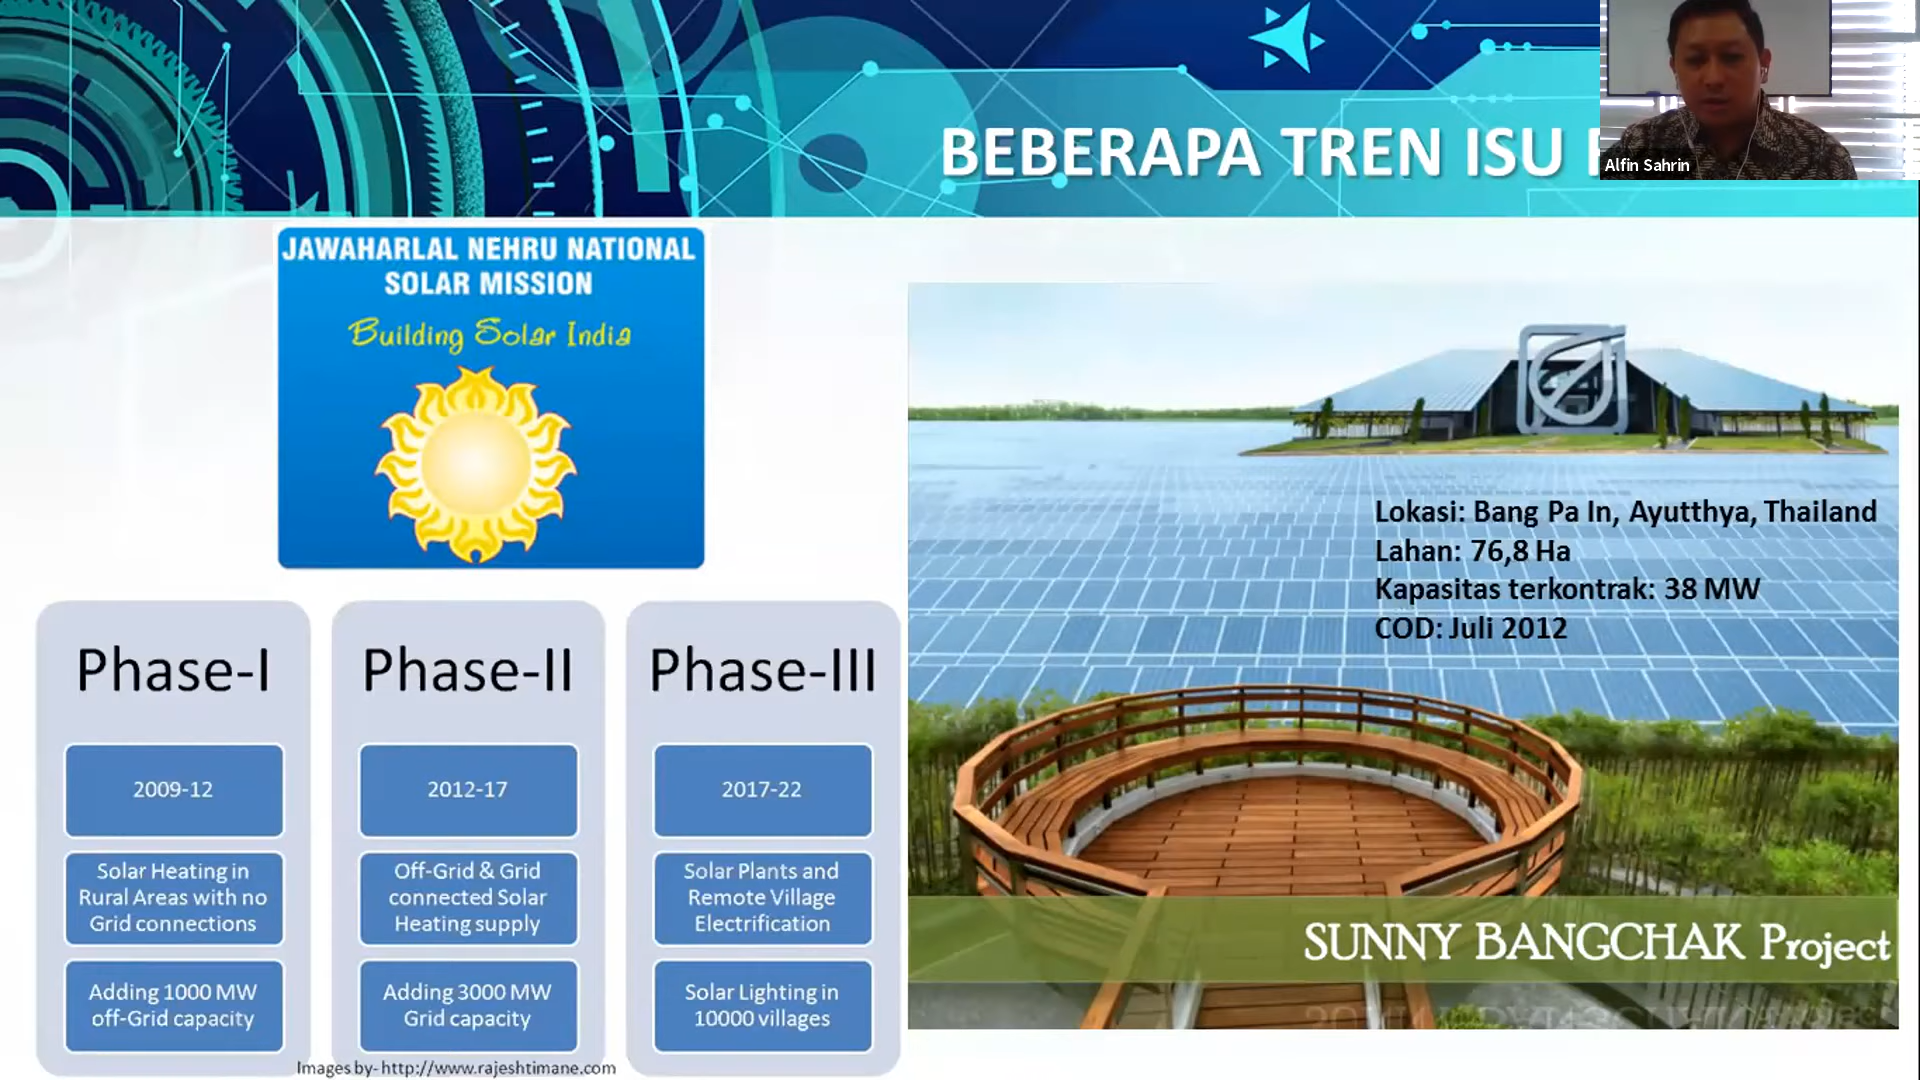 BEBERAPA TREN ISU
Alfin Sahrin
JAWAHARLAL NEHRU NATIONAL
SOLAR MISSION
Building Solar India
Phase-I
2009-12
Solar Heating in
Rural Areas with no
Grid connections
Adding 1000 MW
off-Grid capacity
Phase-II
2012-17
Off-Grid & Grid
connected Solar
Heating supply
Adding 3000 MW
Grid capacity
Phase-III
2017-22
Solar Plants and
Remote Village
Electrification
Solar Lighting in
10000 villages
Images by- http://www.rajeshtimane.com
Lokasi: Bang Pa In, Ayutthya, Thailand
Lahan: 76,8 Ha
Kapasitas terkontrak: 38 MW
COD: Juli 2012
SUNNY BANGCHAK Project